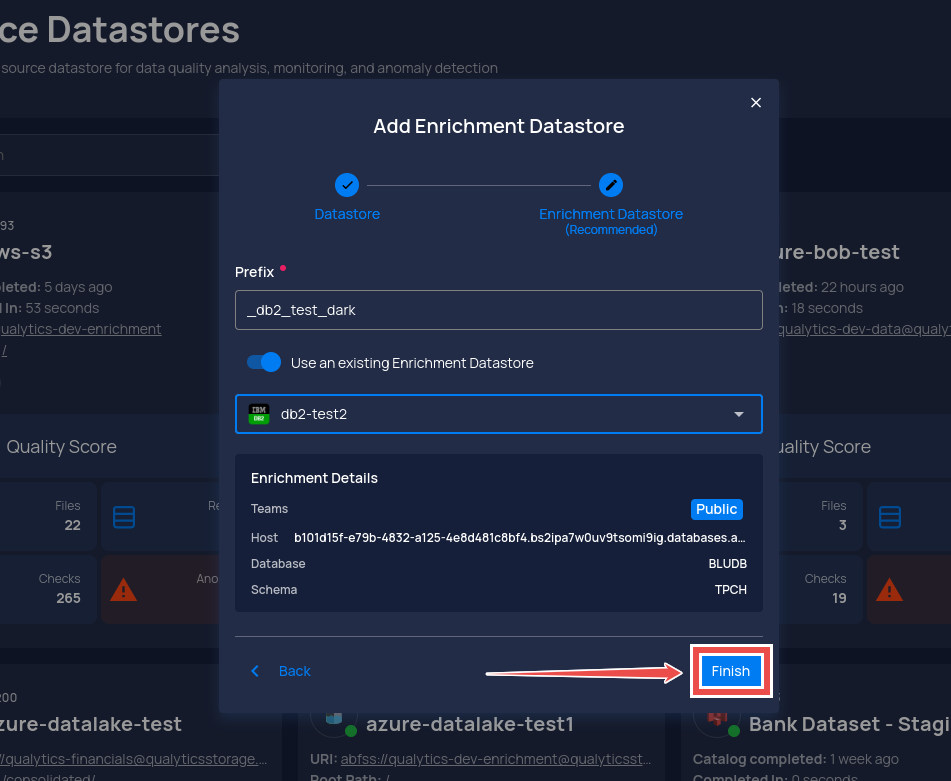 ce Datastores
source datastore for data quality analysis, monitoring, and anomaly detection
Add Enrichment Datastore
Datastore
Enrichment Datastore
(Recommended)
Prefix
_db2_test_dark
Use an existing Enrichment Datastore
IBM
DB2
db2-test2
Enrichment Details
Teams
Public
Host
b101d15f-e79b-4832-a125-4e8d481c8bf4.bs2ipa7w0uv9tsomi9ig.databases.a...
Database
BLUDB
Schema
TPCH
Back
Finish
93
ws-s3
leted: 5 days ago
d In: 53 seconds
qualytics-dev-enrichment
/
Quality Score
Files
22
Re
Checks
265
Ano
ure-bob-test
leted: 22 hours ago
n: 18 seconds
qualytics-dev-data@qualy
uality Score
Files
3
Checks
19
200
zure-datalake-test
//qualytics-financials@qualyticsstorage....
/consolidated/
azure-datalake-test1
URI: abfss://qualytics-dev-enrichment@qualyticsst...
Root Path: /
Bank Dataset - Stagi
Catalog completed: 1 week ago
Completed In: 0 seconds